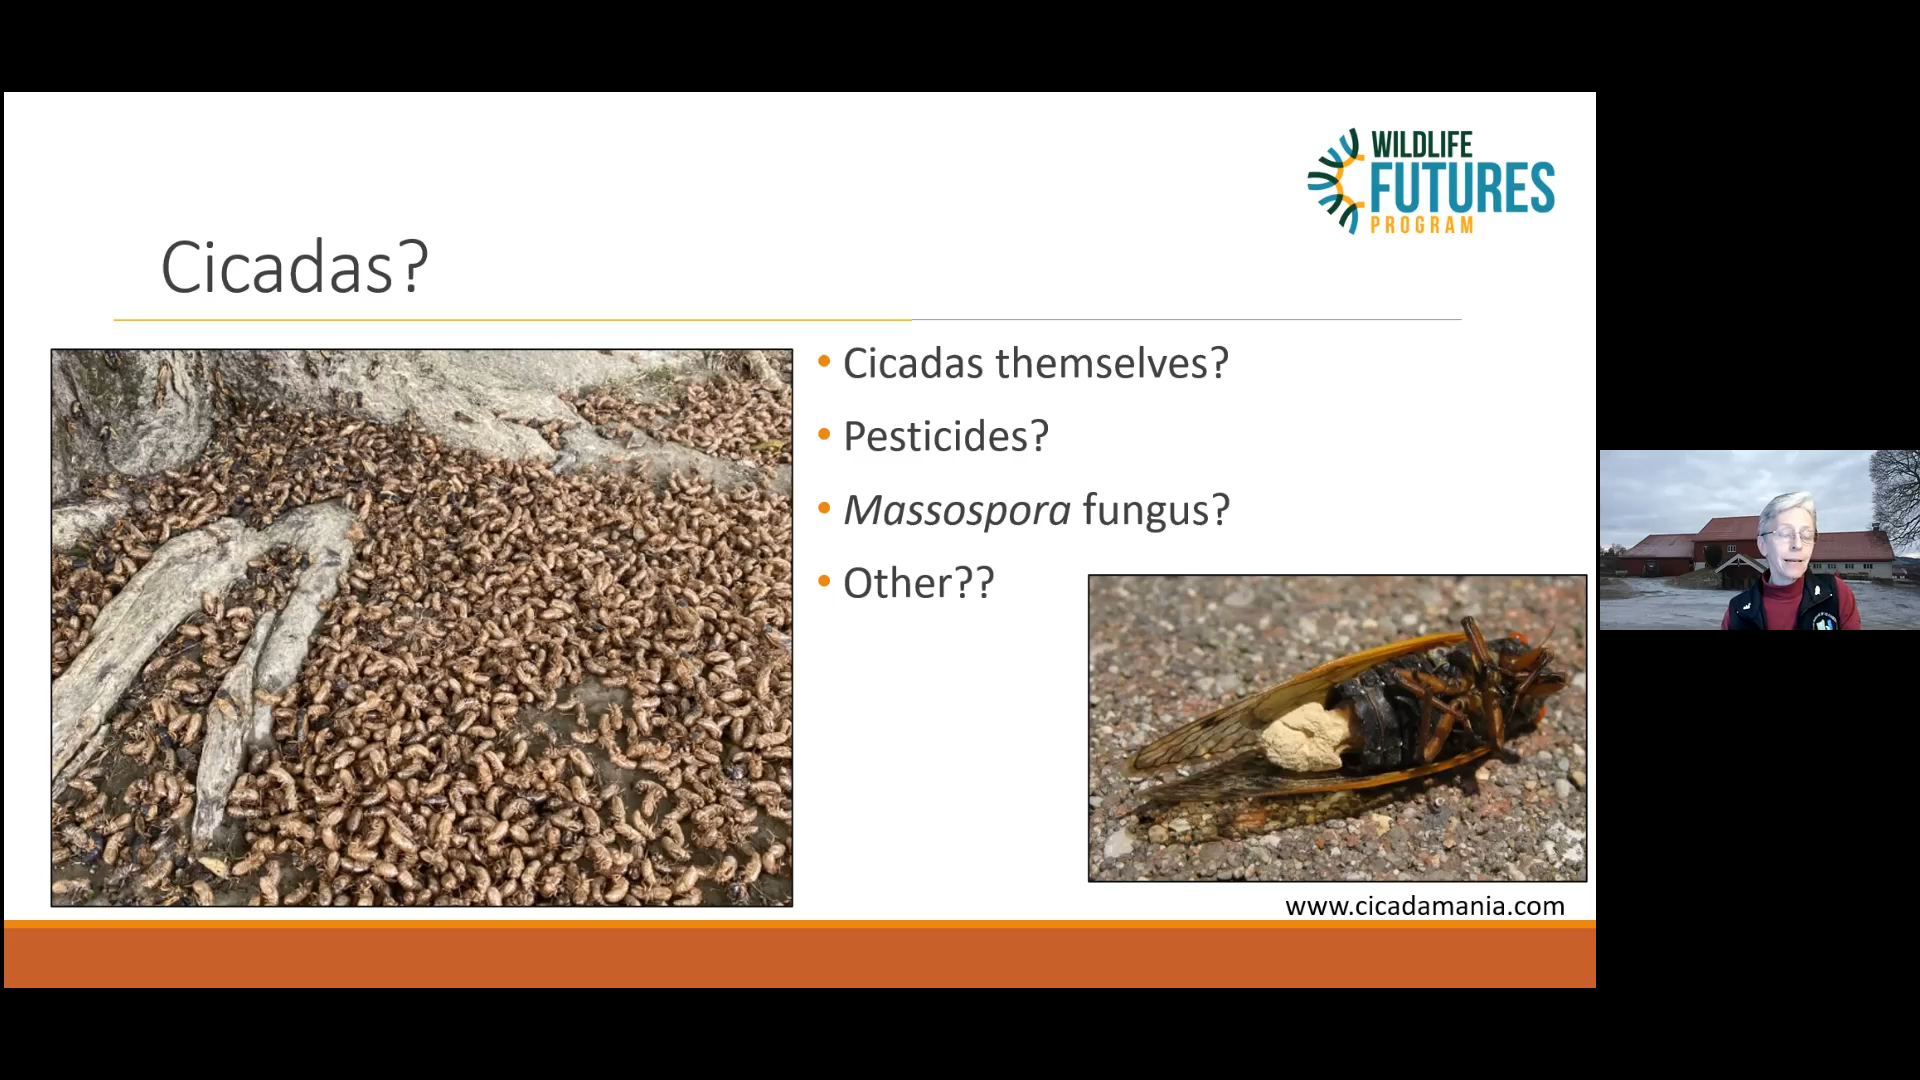 WILDLIFE
FUTURES
PROGRAM
Cicadas?
• Cicadas themselves?
• Pesticides?
• Massospora fungus?
• Other??
www.cicadamania.com